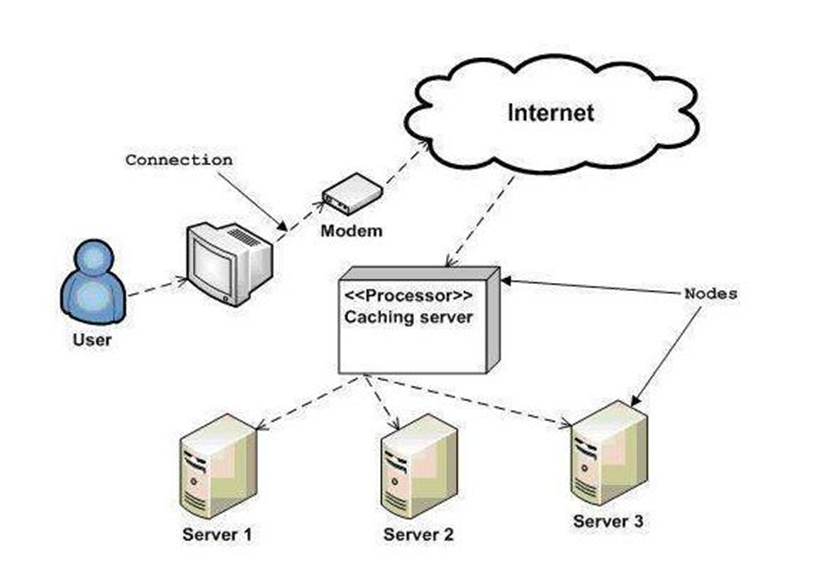 Internet
Connection
Modem
<<Processor>>
Caching server
Nodes
User
Server 1
Server 2
Server 3